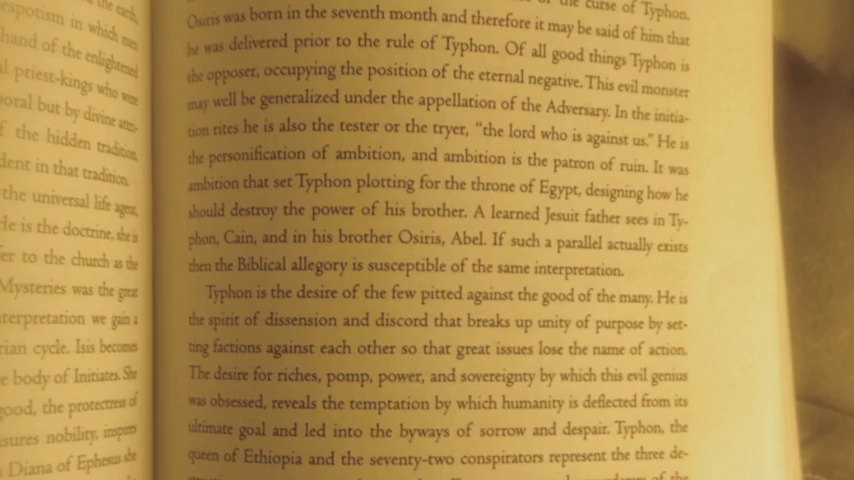 the earth,
espotism in which men
hand of the enlightened
l priest-kings who were
oral but by divine
f the hidden tradition,
dent in that tradition.
the universal life agent,
He is the doctrine, she is
er to the church as the
Mysteries was the great
terpretation we gain a
rian cycle. Isis becomes
e body of Initiates. She
good, the protectress of
sures nobility, inspires
Diana of Ephesus she
the curse of Typhon.
Osiris was born in the seventh month and therefore it may be said of him that
he was delivered prior to the rule of Typhon. Of all good things Typhon is
the opposer, occupying the position of the eternal negative. This evil monster
may well be generalized under the appellation of the Adversary. In the initia-
tion rites he is also the tester or the tryer, “the lord who is against us.” He is
the personification of ambition, and ambition is the patron of ruin. It was
ambition that set Typhon plotting for the throne of Egypt, designing how he
should destroy the power of his brother. A learned Jesuit father sees in Ty-
phon, Cain, and in his brother Osiris, Abel. If such a parallel actually exists
then the Biblical allegory is susceptible of the same interpretation.
Typhon is the desire of the few pitted against the good of the many. He is
the spirit of dissension and discord that breaks up unity of purpose by set-
ting factions against each other so that great issues lose the name of action.
The desire for riches, pomp, power, and sovereignty by which this evil genius
was obsessed, reveals the temptation by which humanity is deflected from its
ultimate goal and led into the byways of sorrow and despair. Typhon, the
queen of Ethiopia and the seventy-two conspirators represent the three de-
of the